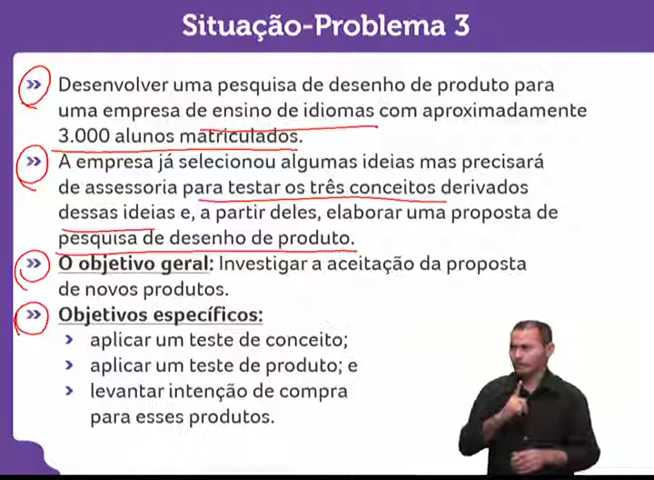 Situação-Problema 3
» Desenvolver uma pesquisa de desenho de produto para
uma empresa de ensino de idiomas com aproximadamente
3.000 alunos matriculados.
» A empresa já selecionou algumas ideias mas precisará
de assessoria para testar os três conceitos derivados
dessas ideias e, a partir deles, elaborar uma proposta de
pesquisa de desenho de produto.
» O objetivo geral: Investigar a aceitação da proposta
de novos produtos.
» Objetivos específicos:
› aplicar um teste de conceito;
› aplicar um teste de produto; e
› levantar intenção de compra
para esses produtos.